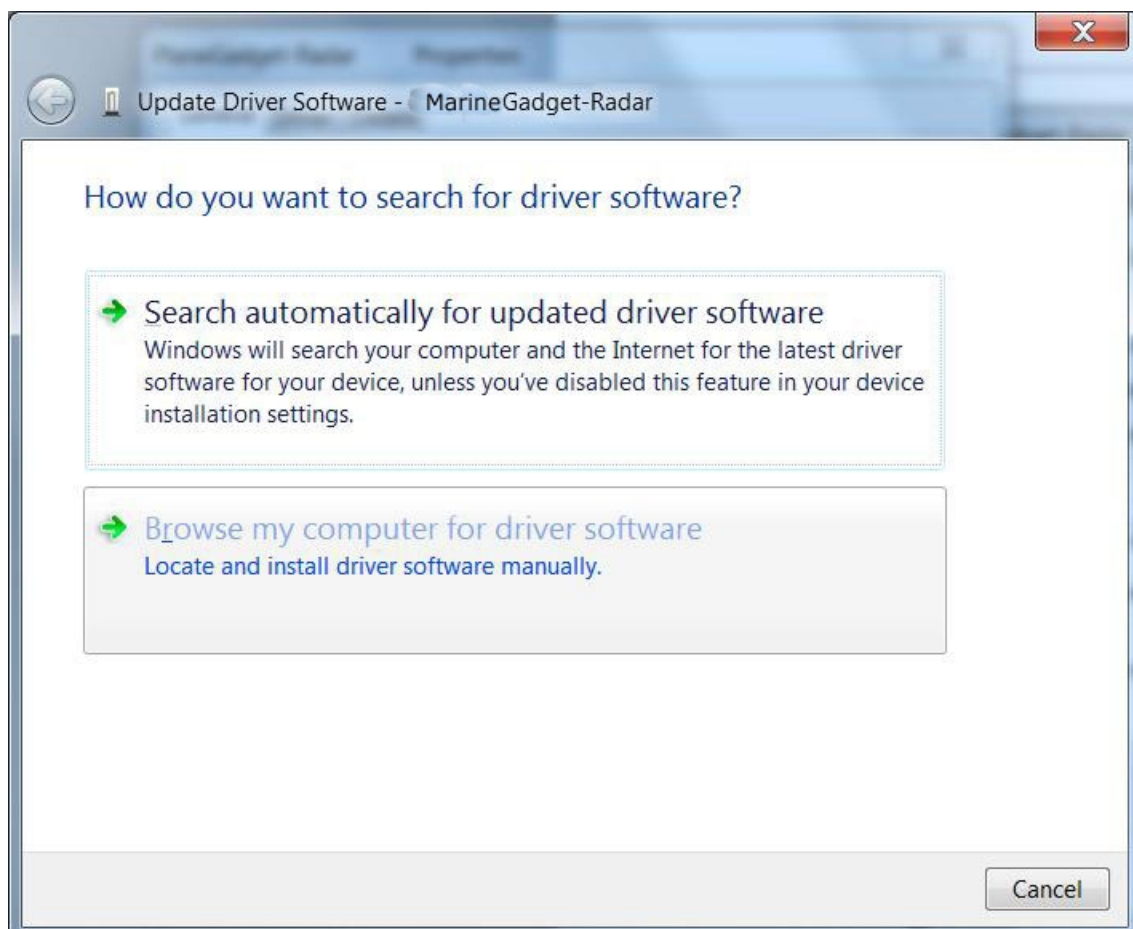 Update Driver Software - MarineGadget-Radar
How do you want to search for driver software?
Search automatically for updated driver software
Windows will search your computer and the Internet for the latest driver
software for your device, unless you've disabled this feature in your device
installation settings.
Browse my computer for driver software
Locate and install driver software manually.
Cancel